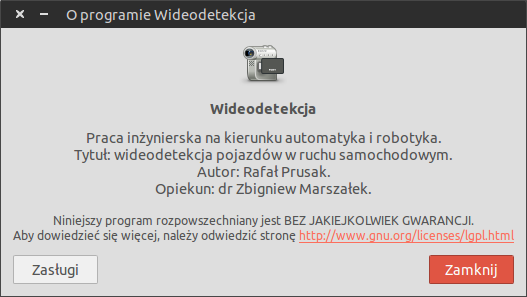 O programie Wideodetekcja
Wideodetekcja
Praca inżynierska na kierunku automatyka i robotyka.
Tytuł: wideodetekcja pojazdów w ruchu samochodowym.
Autor: Rafał Prusak.
Opiekun: dr Zbigniew Marszałek.
Niniejszy program rozpowszechniany jest BEZ JAKIEJKOLWIEK GWARANCJI.
Aby dowiedzieć się więcej, należy odwiedzić stronę http://www.gnu.org/licenses/lgpl.html
Zasługi
Zamknij